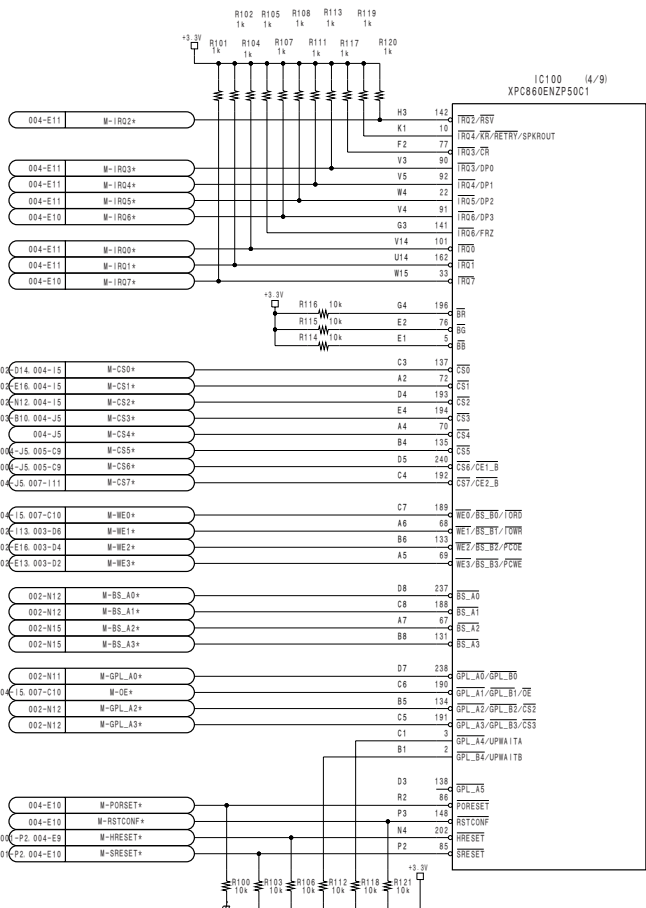 R102 R105 R108 R113 R119
1k 1k 1k 1k 1k
+3.3V R101 R104 R107 R111 R117 R120
1k 1k 1k 1k 1k 1k
IC100 (4/9)
XPC860ENZP50C1
004-E11 M-IRQ2* H3 142 IRQ2/RSV
K1 10 IRQ4/KR/RETRY/SPKROUT
F2 77 IRQ3/CR
004-E11 M-IRQ3* V3 90 IRQ3/DP0
004-E11 M-IRQ4* V5 92 IRQ4/DP1
004-E11 M-IRQ5* W4 22 IRQ5/DP2
004-E10 M-IRQ6* V4 91 IRQ6/DP3
G3 141 IRQ6/FRZ
004-E11 M-IRQ0* V14 101 IRQ0
004-E11 M-IRQ1* U14 162 IRQ1
004-E10 M-IRQ7* W15 33 IRQ7
+3.3V
R116 10k G4 196 BR
R115 10k E2 76 BG
R114 10k E1 5 BB
02-D14.004-I5 M-CS0* C3 137 CS0
02-E16.004-I5 M-CS1* A2 72 CS1
02-N12.004-I5 M-CS2* D4 193 CS2
03-B10.004-J5 M-CS3* E4 194 CS3
004-J5 M-CS4* A4 70 CS4
004-J5.005-C9 M-CS5* B4 135 CS5
004-J5.005-C9 M-CS6* D5 240 CS6/CE1_B
04-J5.007-I11 M-CS7* C4 192 CS7/CE2_B
04-I5.007-C10 M-WE0* C7 189 WE0/BS_B0/IORD
02-I13.003-D6 M-WE1* A6 68 WE1/BS_B1/IOWR
02-E16.003-D4 M-WE2* B6 133 WE2/BS_B2/PCOE
02-E13.003-D2 M-WE3* A5 69 WE3/BS_B3/PCWE
002-N12 M-BS_A0* D8 237 BS_A0
002-N12 M-BS_A1* C8 188 BS_A1
002-N15 M-BS_A2* A7 67 BS_A2
002-N15 M-BS_A3* B8 131 BS_A3
002-N11 M-GPL_A0* D7 238 GPL_A0/GPL_B0
04-I5.007-C10 M-OE* C6 190 GPL_A1/GPL_B1/OE
002-N12 M-GPL_A2* B5 134 GPL_A2/GPL_B2/CS2
002-N12 M-GPL_A3* C5 191 GPL_A3/GPL_B3/CS3
C1 3 GPL_A4/UPWAITA
B1 2 GPL_B4/UPWAITB
D3 138 GPL_A5
004-E10 M-PORSET* R2 86 PORESET
004-E10 M-RSTCONF* P3 148 RSTCONF
001-P2.004-E9 M-HRESET* N4 202 HRESET
01-P2.004-E10 M-SRESET* P2 85 SRESET
+3.3V
R100 R103 R106 R112 R118 R121
10k 10k 10k 10k 10k 10k